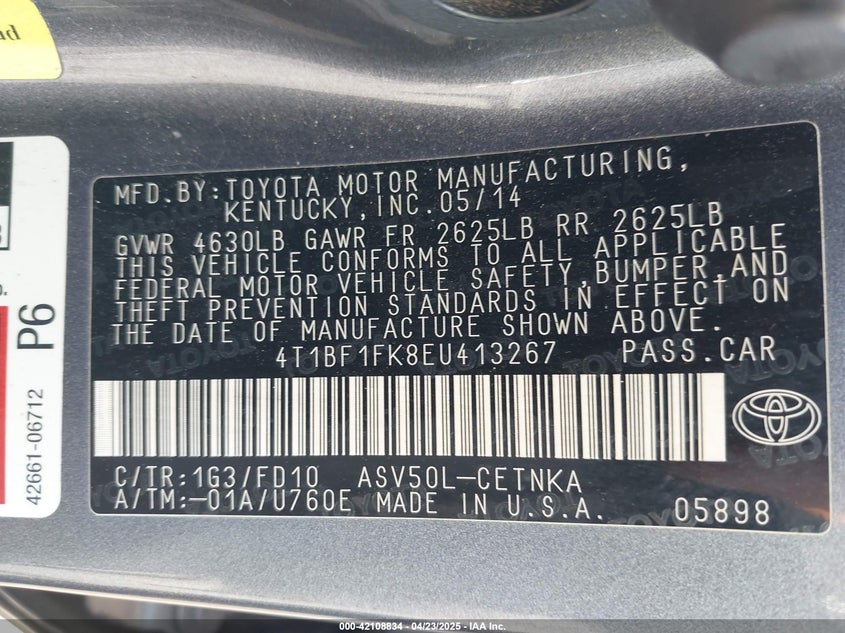 MFD.BY:TOYOTA MOTOR MANUFACTURING,
KENTUCKY,INC.05/14
GVWR 4630LB GAWR FR 2625LB RR 2625LB
THIS VEHICLE CONFORMS TO ALL APPLICABLE
FEDERAL MOTOR VEHICLE SAFETY,BUMPER,AND
THEFT PREVENTION STANDARDS IN EFFECT ON
THE DATE OF MANUFACTURE SHOWN ABOVE.
4T1BF1FK8EU413267 PASS.CAR
C/TR:1G3/FD10 ASV50L-CETNKA
A/TM:-01A/U760E MADE IN U.S.A. 05898
P6
42661-06712
000-42108834 - 04/23/2025 - IAA Inc.